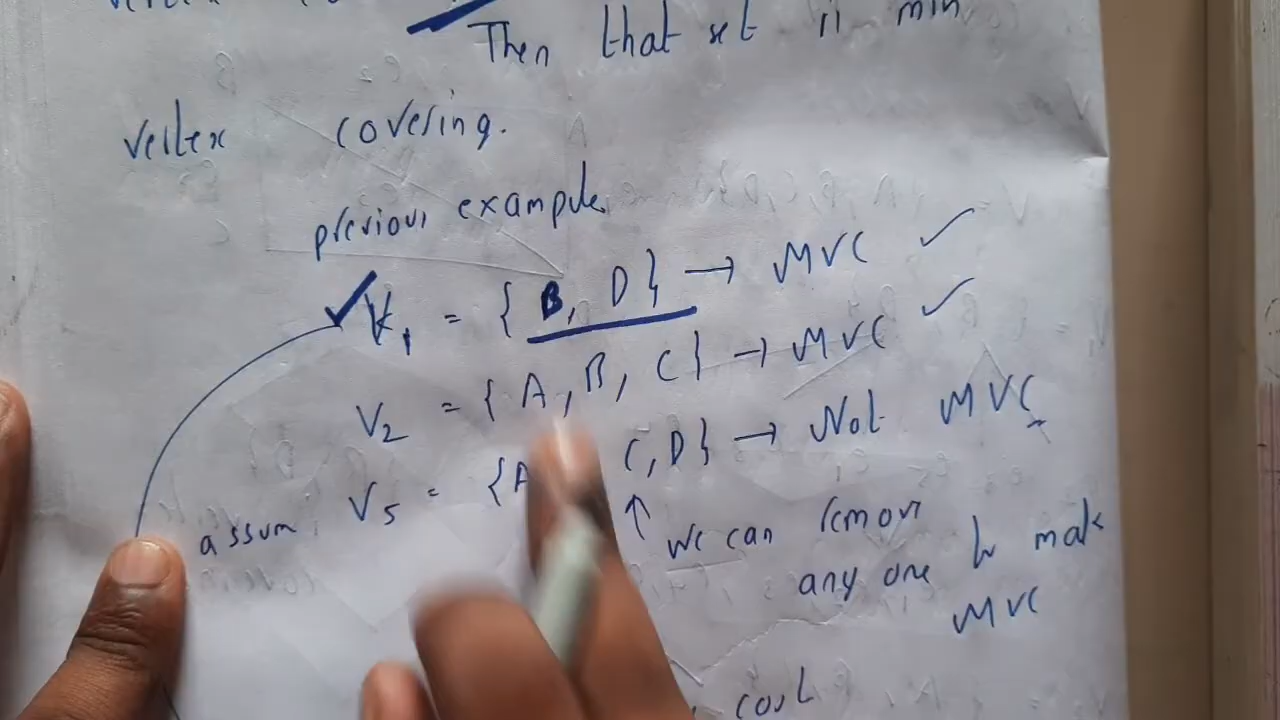 Then that set is min
vertex covering.
previous example
V1 = { B, D} → MVC ✓
V2 = { A, B, C} → MVC ✓
V5 = {A C, D} → Not MVC
assum
↑ we can remove
any one to make
MVC